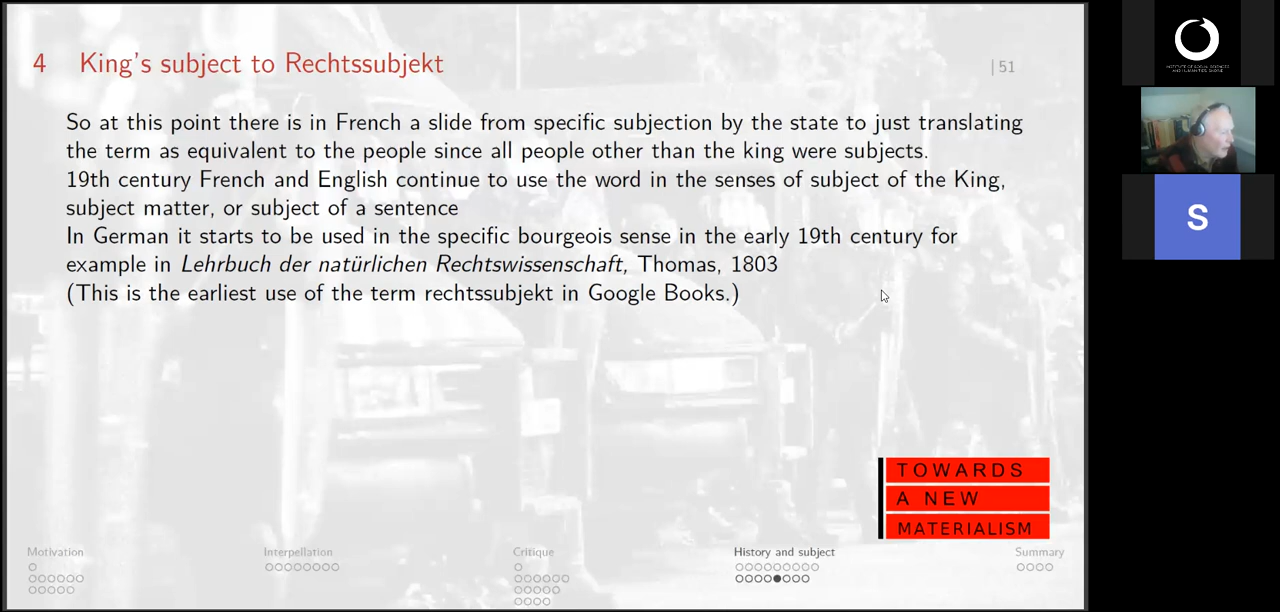 4 King's subject to Rechtssubjekt
| 51
So at this point there is in French a slide from specific subjection by the state to just translating
the term as equivalent to the people since all people other than the king were subjects.
19th century French and English continue to use the word in the senses of subject of the King,
subject matter, or subject of a sentence
In German it starts to be used in the specific bourgeois sense in the early 19th century for
example in Lehrbuch der natürlichen Rechtswissenschaft, Thomas, 1803
(This is the earliest use of the term rechtssubjekt in Google Books.)
TOWARDS
A NEW
MATERIALISM
Motivation
Interpellation
Critique
History and subject
Summary
S